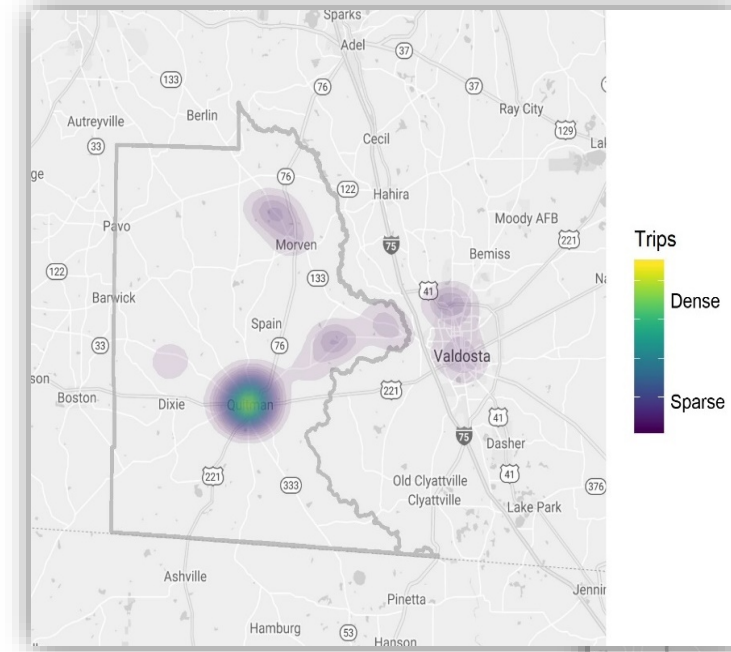 Sparks
Adel
37
133
76
37
Ray City
Autreyville
Berlin
129
33
Cecil
76
122
Hahira
Moody AFB
Pavo
75
221
Morven
Bemiss
122
133
41
Barwick
Spain
33
76
Valdosta
Boston
Dixie
Quitman
221
41
75
Dasher
221
333
Old Clyattville
41
376
Clyattville
Lake Park
Ashville
Pinetta
Hamburg
53
Hanson
Trips
Dense
Sparse